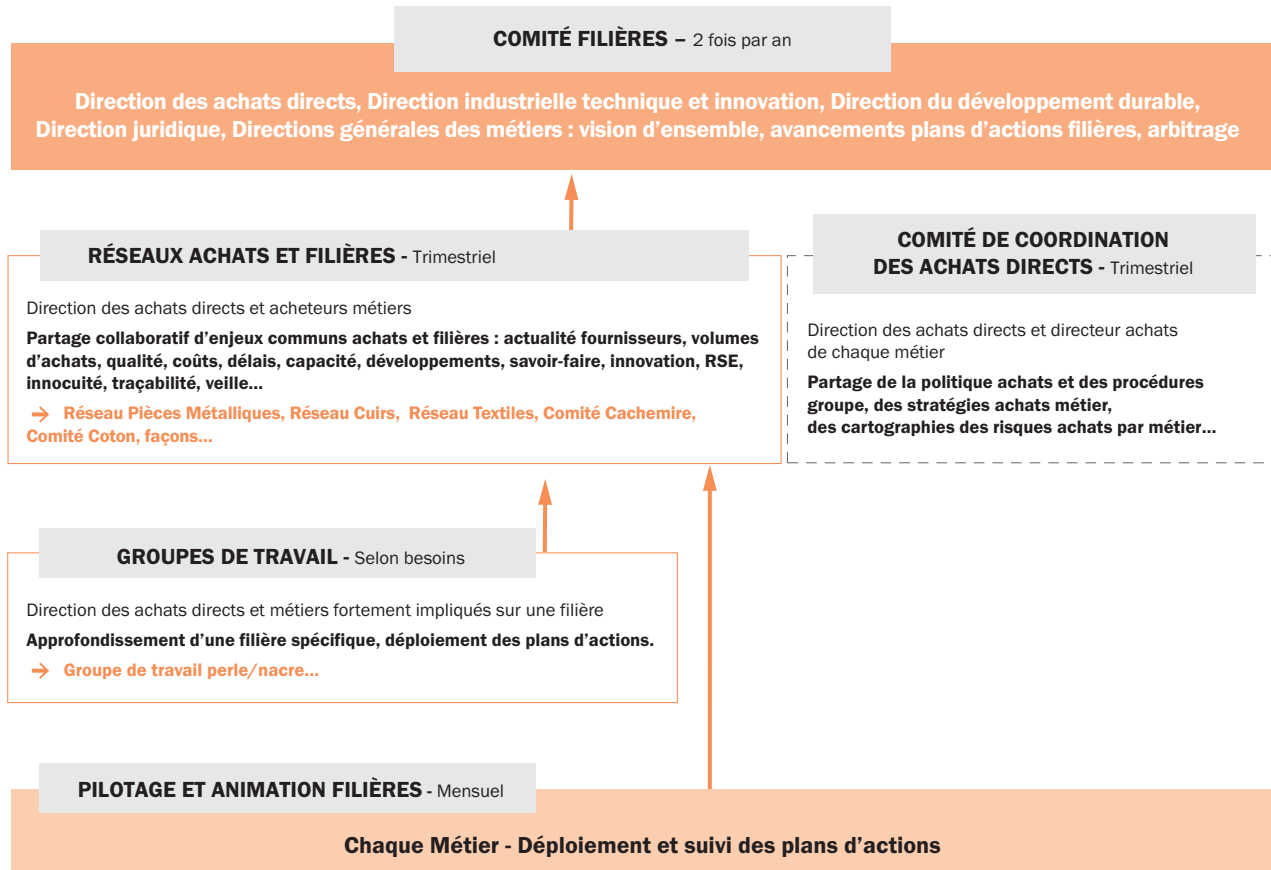 COMITÉ FILIÈRES – 2 fois par an
Direction des achats directs, Direction industrielle technique et innovation, Direction du développement durable,
Direction juridique, Directions générales des métiers : vision d’ensemble, avancements plans d’actions filières, arbitrage
RÉSEAUX ACHATS ET FILIÈRES - Trimestriel
Direction des achats directs et acheteurs métiers
Partage collaboratif d’enjeux communs achats et filières : actualité fournisseurs, volumes
d’achats, qualité, coûts, délais, capacité, développements, savoir-faire, innovation, RSE,
innocuité, traçabilité, veille...
→ Réseau Pièces Métalliques, Réseau Cuirs, Réseau Textiles, Comité Cachemire,
Comité Coton, façons...
COMITÉ DE COORDINATION
DES ACHATS DIRECTS - Trimestriel
Direction des achats directs et directeur achats
de chaque métier
Partage de la politique achats et des procédures
groupe, des stratégies achats métier,
des cartographies des risques achats par métier...
GROUPES DE TRAVAIL - Selon besoins
Direction des achats directs et métiers fortement impliqués sur une filière
Approfondissement d’une filière spécifique, déploiement des plans d’actions.
→ Groupe de travail perle/nacre...
PILOTAGE ET ANIMATION FILIÈRES - Mensuel
Chaque Métier - Déploiement et suivi des plans d’actions